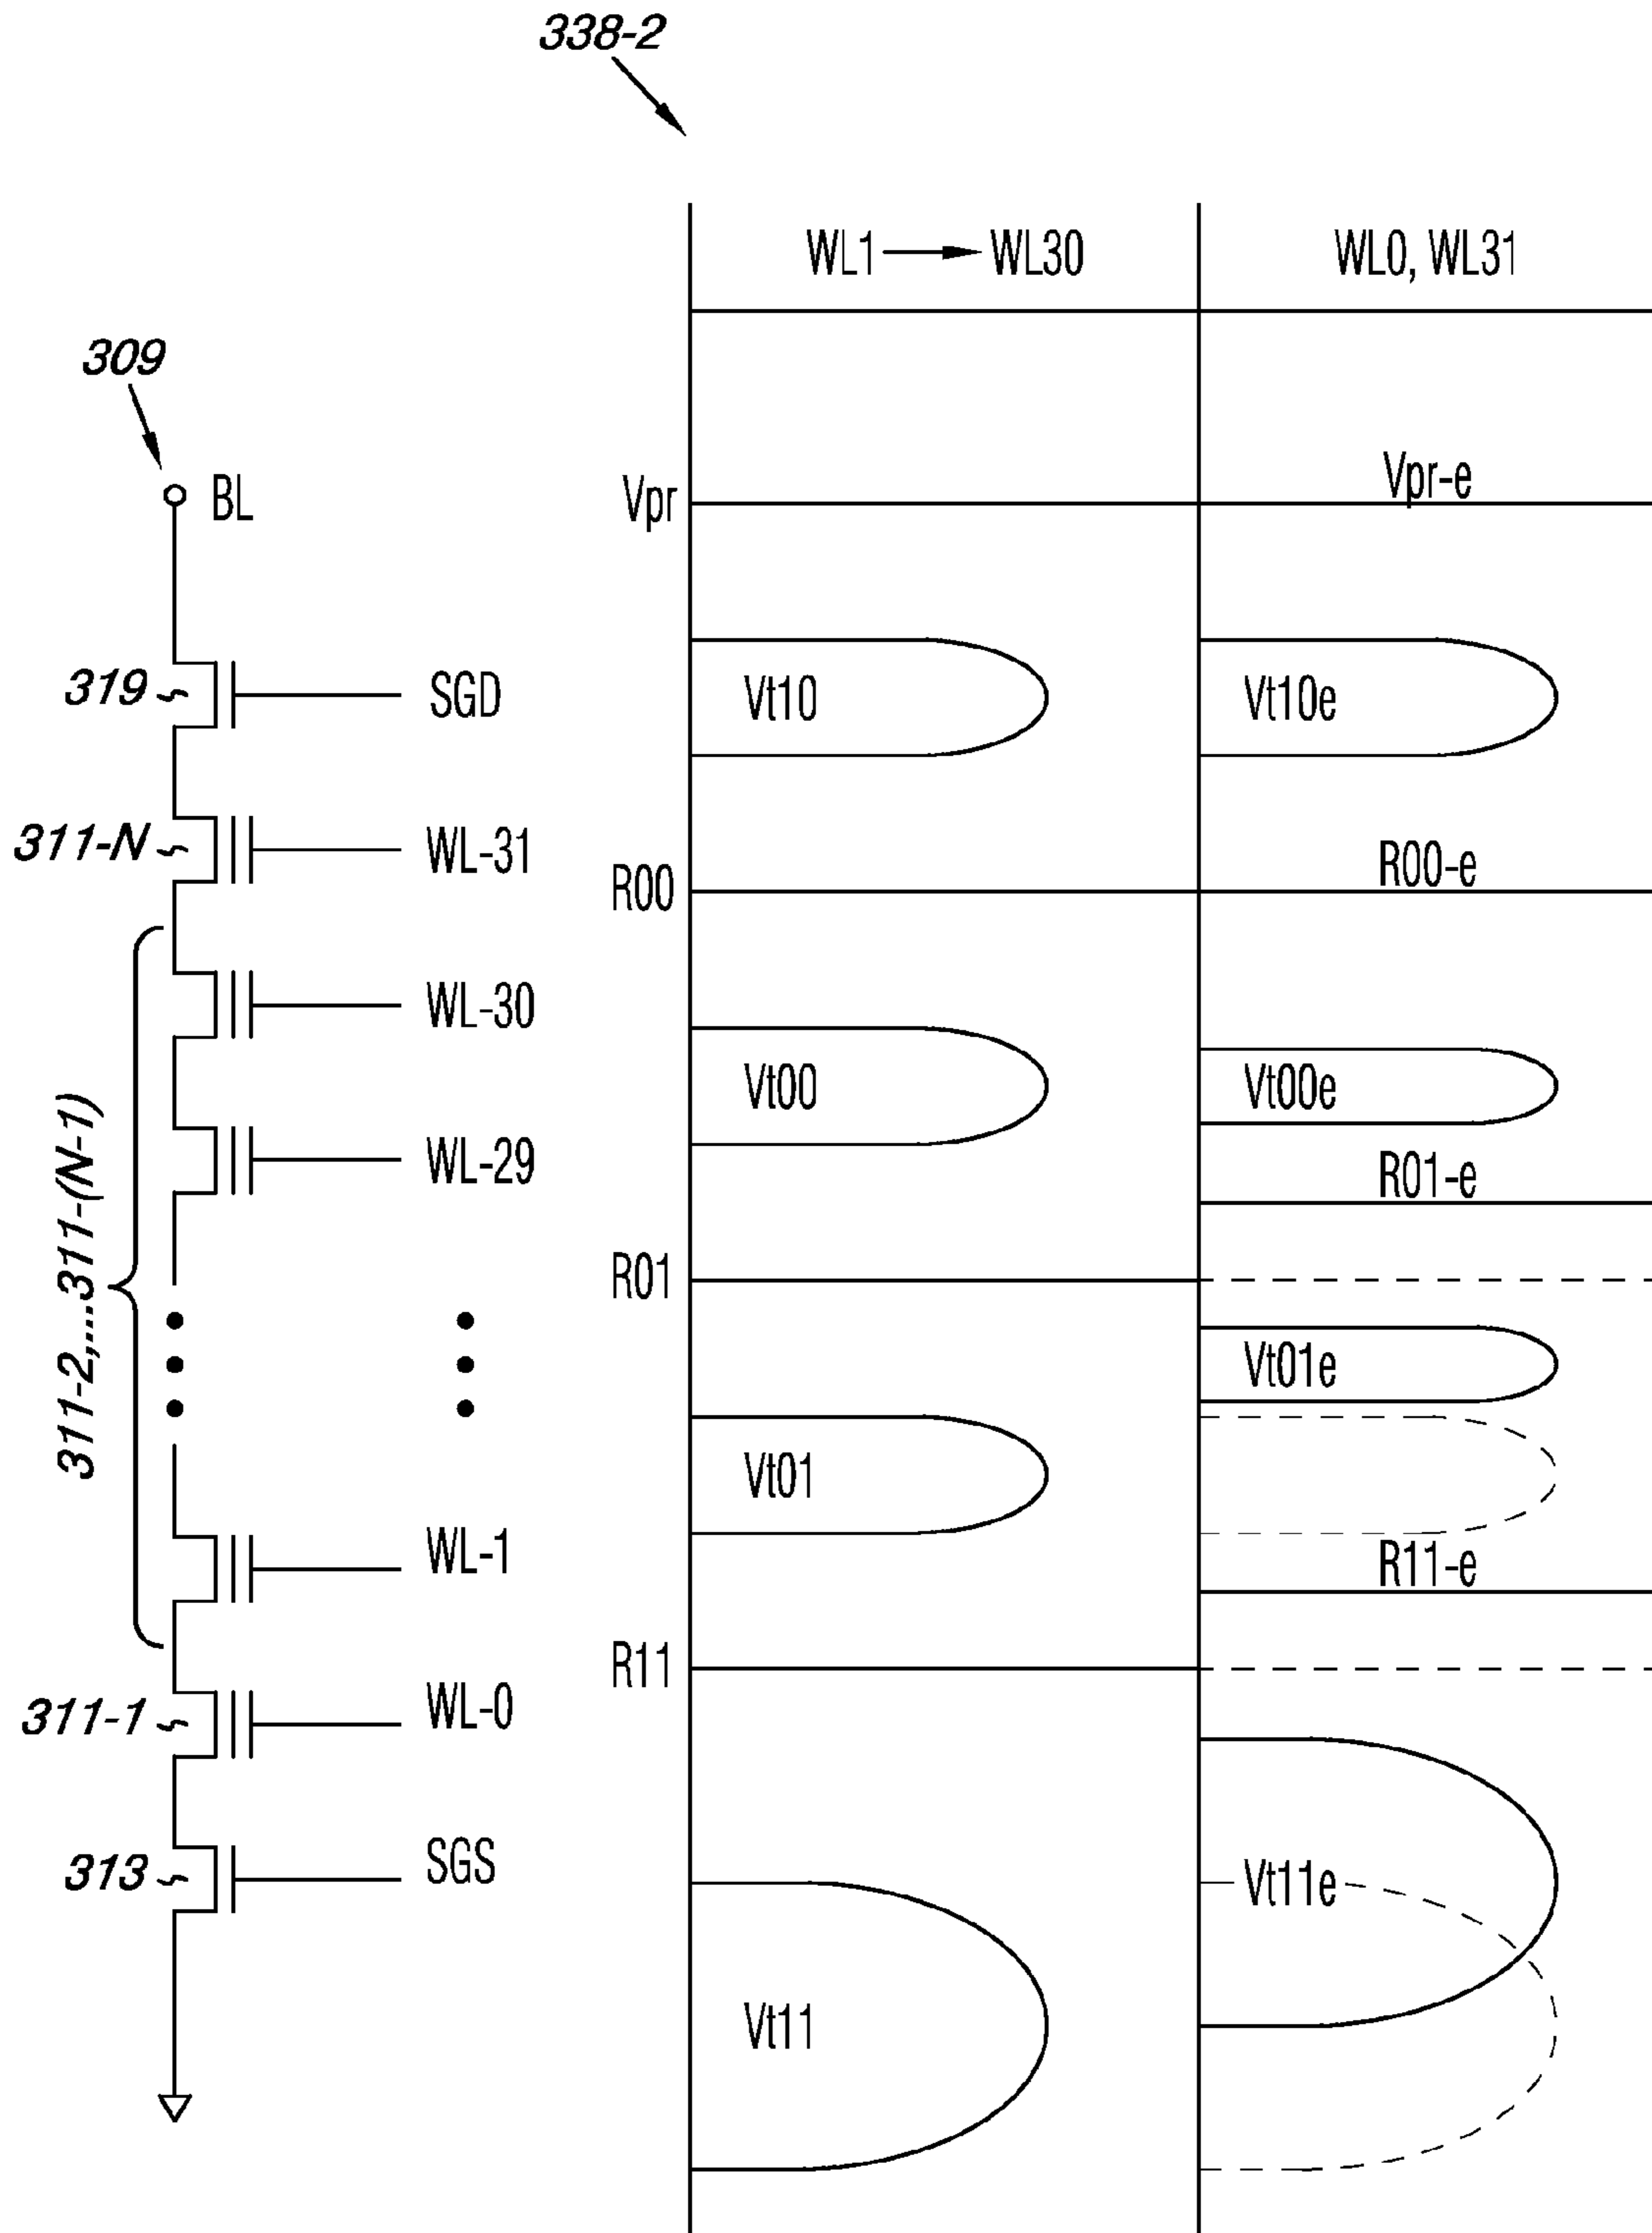 338-2
WL1 WL30
WL0, WL31
309
BL
Vpr
Vpr-e
319
SGD
Vt10
Vt10e
311-N
WL-31
R00
R00-e
WL-30
Vt00
Vt00e
WL-29
R01-e
311-2,...311-(N-1)
R01
Vt01e
Vt01
WL-1
R11-e
R11
311-1
WL-0
313
SGS
Vt11e
Vt11